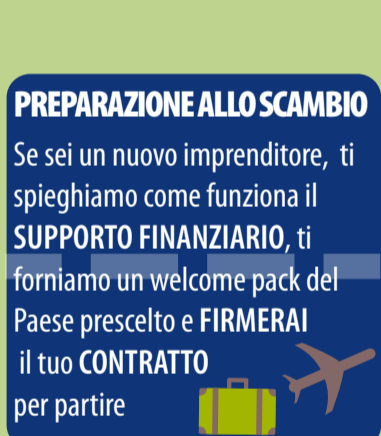 PREPARAZIONE ALLO SCAMBIO
Se sei un nuovo imprenditore, ti
spieghiamo come funziona il
SUPPORTO FINANZIARIO, ti
forniamo un welcome pack del
Paese prescelto e FIRMERAI
il tuo CONTRATTO
per partire